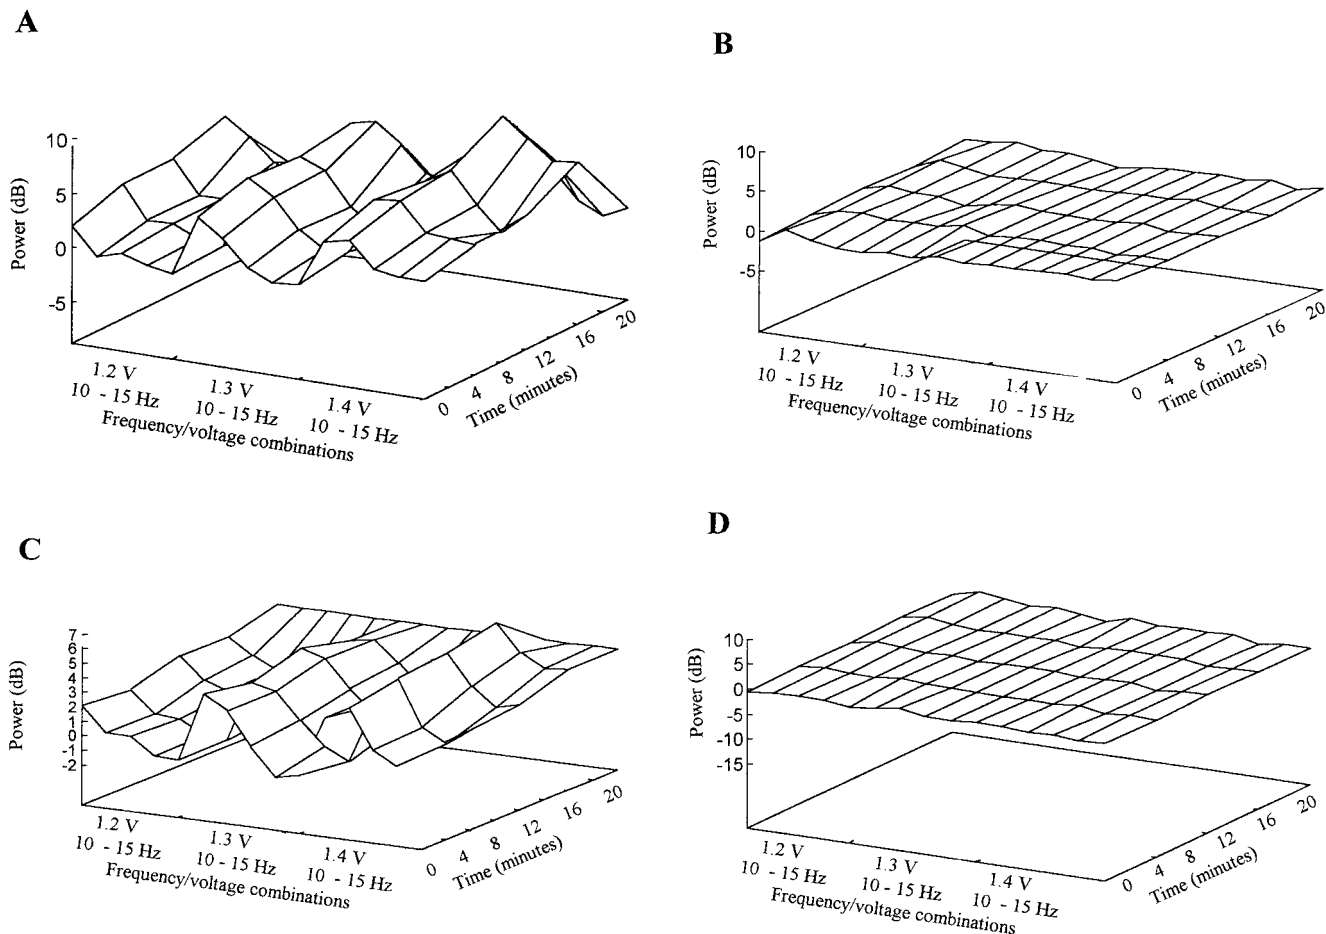 A
10
5
0
-5
Power (dB)
1.2 V
10 - 15 Hz
1.3 V
10 - 15 Hz
1.4 V
10 - 15 Hz
Frequency/voltage combinations
0 4 8 12 16 20
Time (minutes)
B
10
5
0
-5
Power (dB)
1.2 V
10 - 15 Hz
1.3 V
10 - 15 Hz
1.4 V
10 - 15 Hz
Frequency/voltage combinations
0 4 8 12 16 20
Time (minutes)
C
7
6
5
4
3
2
1
0
-1
-2
Power (dB)
1.2 V
10 - 15 Hz
1.3 V
10 - 15 Hz
1.4 V
10 - 15 Hz
Frequency/voltage combinations
0 4 8 12 16 20
Time (minutes)
D
10
5
0
-5
-10
-15
Power (dB)
1.2 V
10 - 15 Hz
1.3 V
10 - 15 Hz
1.4 V
10 - 15 Hz
Frequency/voltage combinations
0 4 8 12 16 20
Time (minutes)